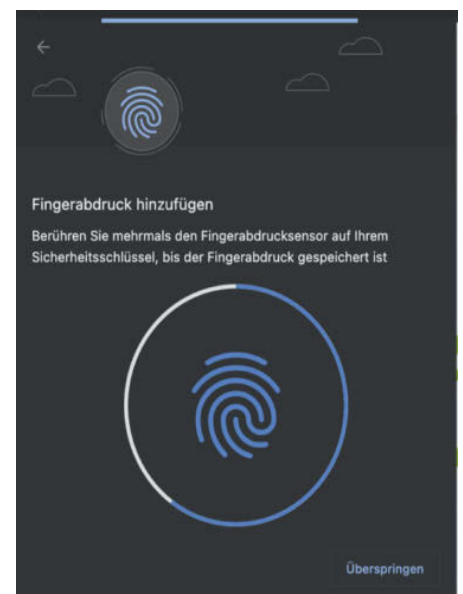 Fingerabdruck hinzufügen
Berühren Sie mehrmals den Fingerabdrucksensor auf Ihrem
Sicherheitsschlüssel, bis der Fingerabdruck gespeichert ist
Überspringen